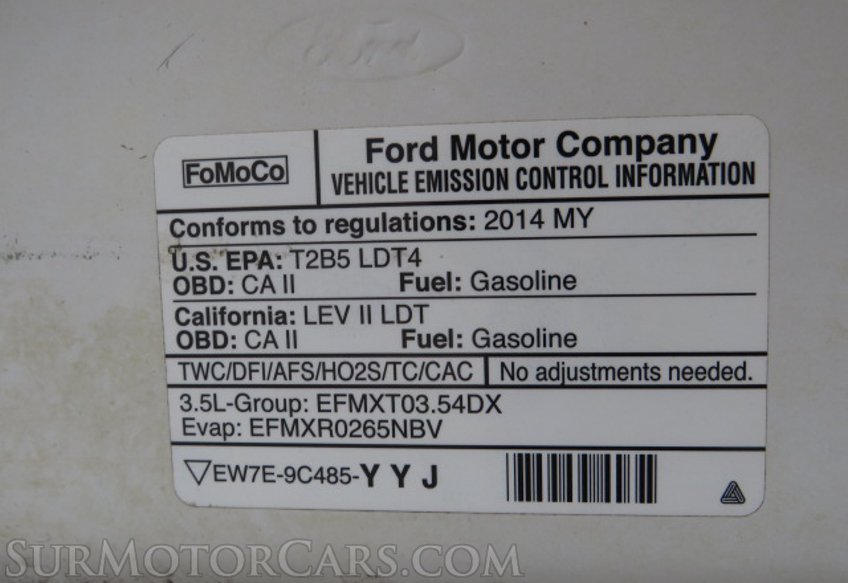 Ford
FoMoCo
Ford Motor Company
VEHICLE EMISSION CONTROL INFORMATION
Conforms to regulations: 2014 MY
U.S. EPA: T2B5 LDT4
OBD: CA II Fuel: Gasoline
California: LEV II LDT
OBD: CA II Fuel: Gasoline
TWC/DFI/AFS/HO2S/TC/CAC No adjustments needed.
3.5L-Group: EFMXT03.54DX
Evap: EFMXR0265NBV
EW7E-9C485-YYJ
SURMOTORCARS.COM